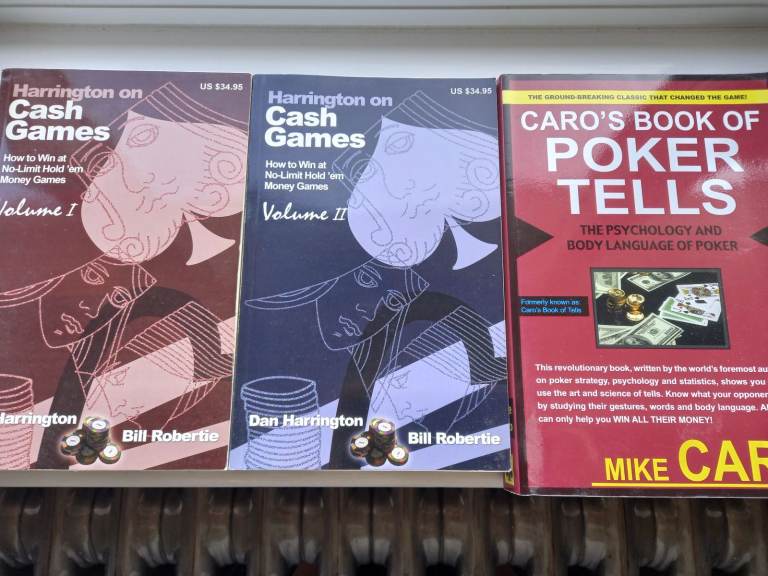 US $34.95
Harrington on
Cash
Games
How to Win at
No-Limit Hold 'em
Money Games
Volume I
Harrington
Bill Robertie
US $34.95
Harrington on
Cash
Games
How to Win at
No-Limit Hold 'em
Money Games
Volume II
Dan Harrington
Bill Robertie
THE GROUND-BREAKING CLASSIC THAT CHANGED THE GAME!
CARO'S BOOK OF
POKER
TELLS
THE PSYCHOLOGY AND
BODY LANGUAGE OF POKER
Formerly known as
Caro's Book of Tells
This revolutionary book, written by the world's foremost au
on poker strategy, psychology and statistics, shows you
use the art and science of tells. Know what your opponen
by studying their gestures, words and body language. Al
can only help you WIN ALL THEIR MONEY!
MIKE CAR